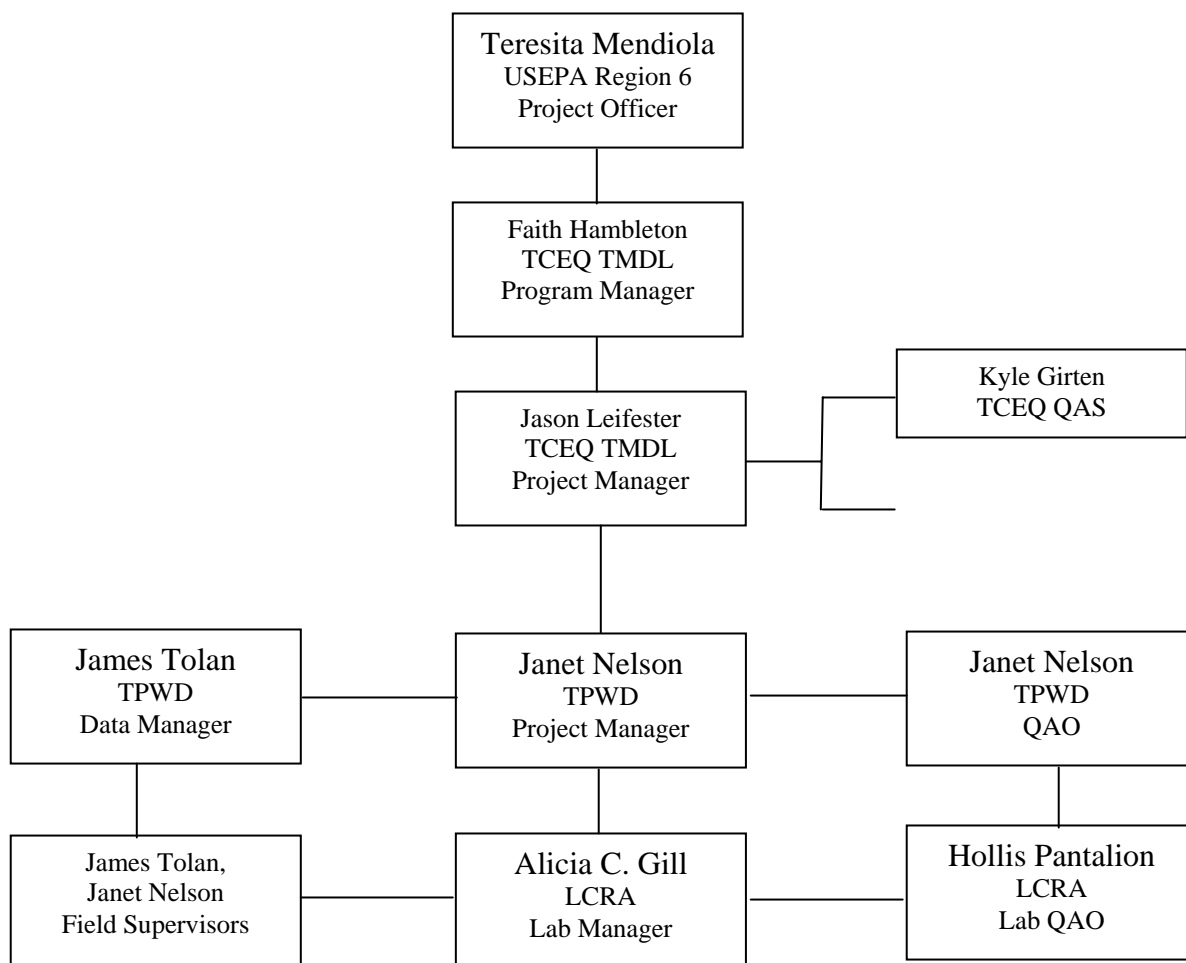 Teresita Mendiola
USEPA Region 6
Project Officer
Faith Hambleton
TCEQ TMDL
Program Manager
Kyle Girten
TCEQ QAS
Jason Leifester
TCEQ TMDL
Project Manager
James Tolan
TPWD
Data Manager
Janet Nelson
TPWD
Project Manager
Janet Nelson
TPWD
QAO
James Tolan,
Janet Nelson
Field Supervisors
Alicia C. Gill
LCRA
Lab Manager
Hollis Pantalion
LCRA
Lab QAO